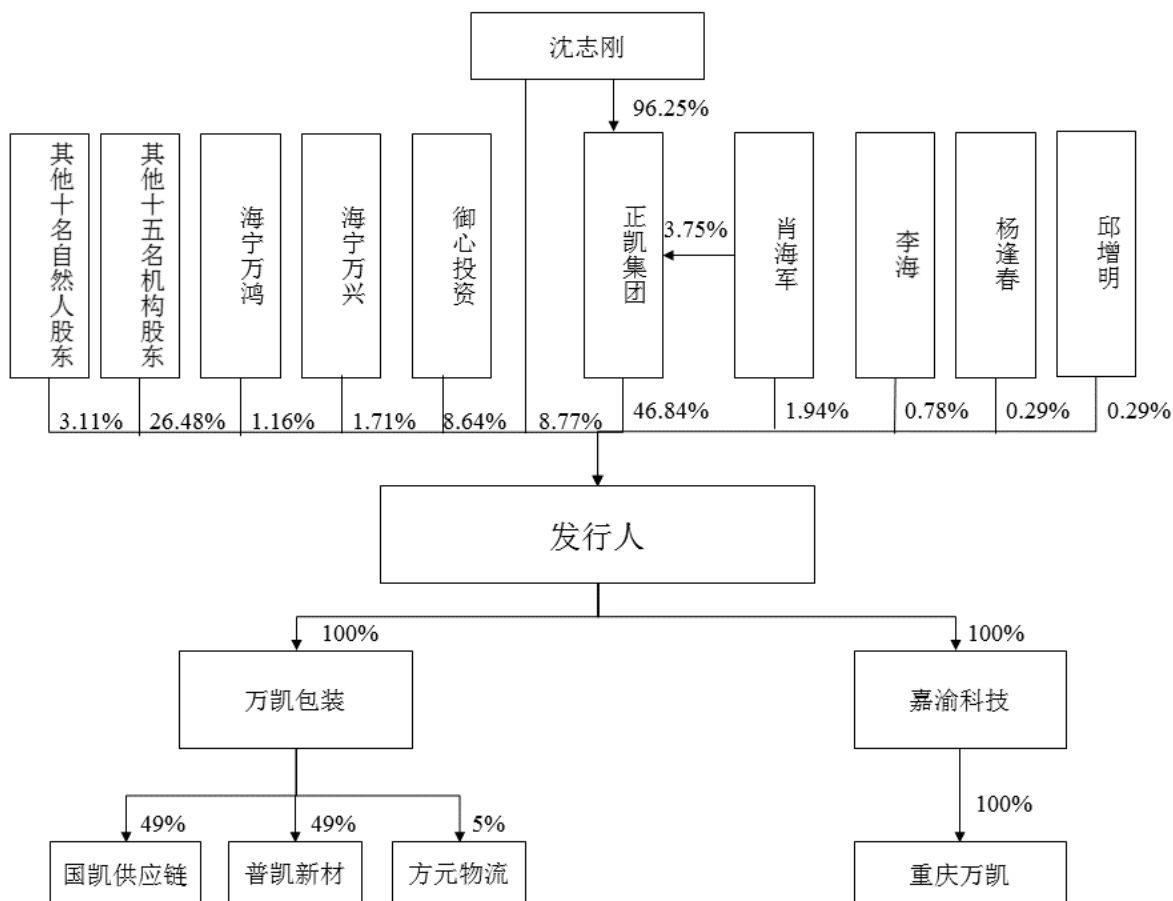 沈志刚
96.25%
其他十名自然人股东
其他十五名机构股东
海宁万鸿
海宁万兴
御心投资
正凯集团
3.75%
肖海军
李海
杨逢春
邱增明
3.11%
26.48%
1.16%
1.71%
8.64%
8.77%
46.84%
1.94%
0.78%
0.29%
0.29%
发行人
100%
100%
万凯包装
嘉渝科技
49%
49%
5%
100%
国凯供应链
普凯新材
方元物流
重庆万凯